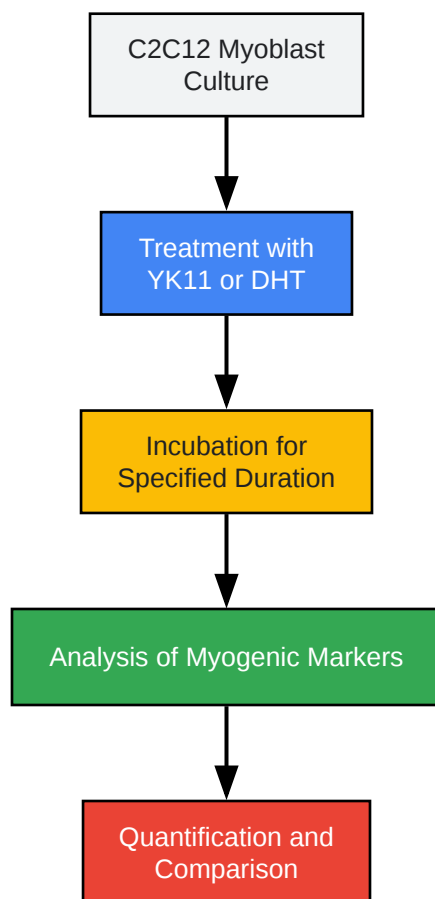 C2C12 Myoblast
Culture
Treatment with
YK11 or DHT
Incubation for
Specified Duration
Analysis of Myogenic Markers
Quantification and
Comparison